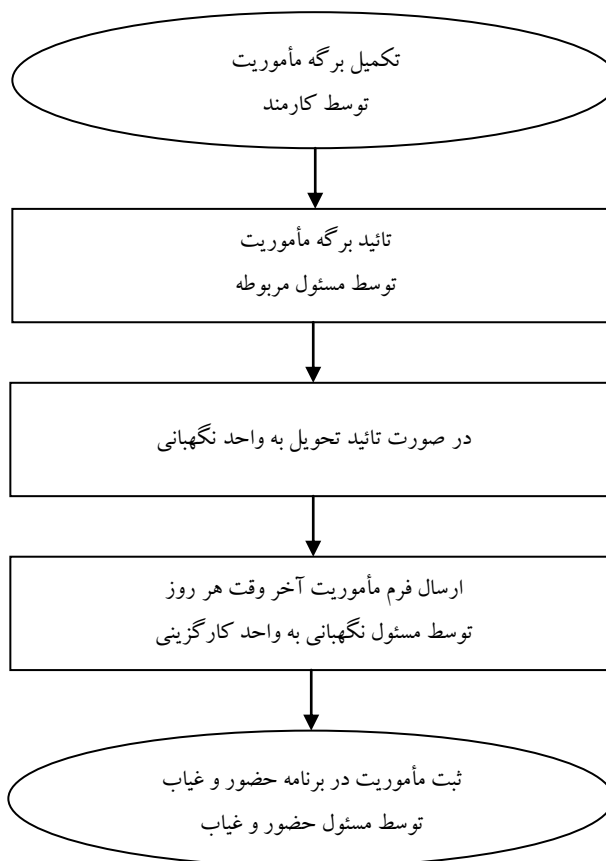 تکمیل برگه مأموریت
توسط کارمند
تائید برگه مأموریت
توسط مسئول مربوطه
در صورت تائید تحویل به واحد نگهبانی
ارسال فرم مأموریت آخر وقت هر روز
توسط مسئول نگهبانی به واحد کارگزینی
ثبت مأموریت در برنامه حضور و غیاب
توسط مسئول حضور و غیاب